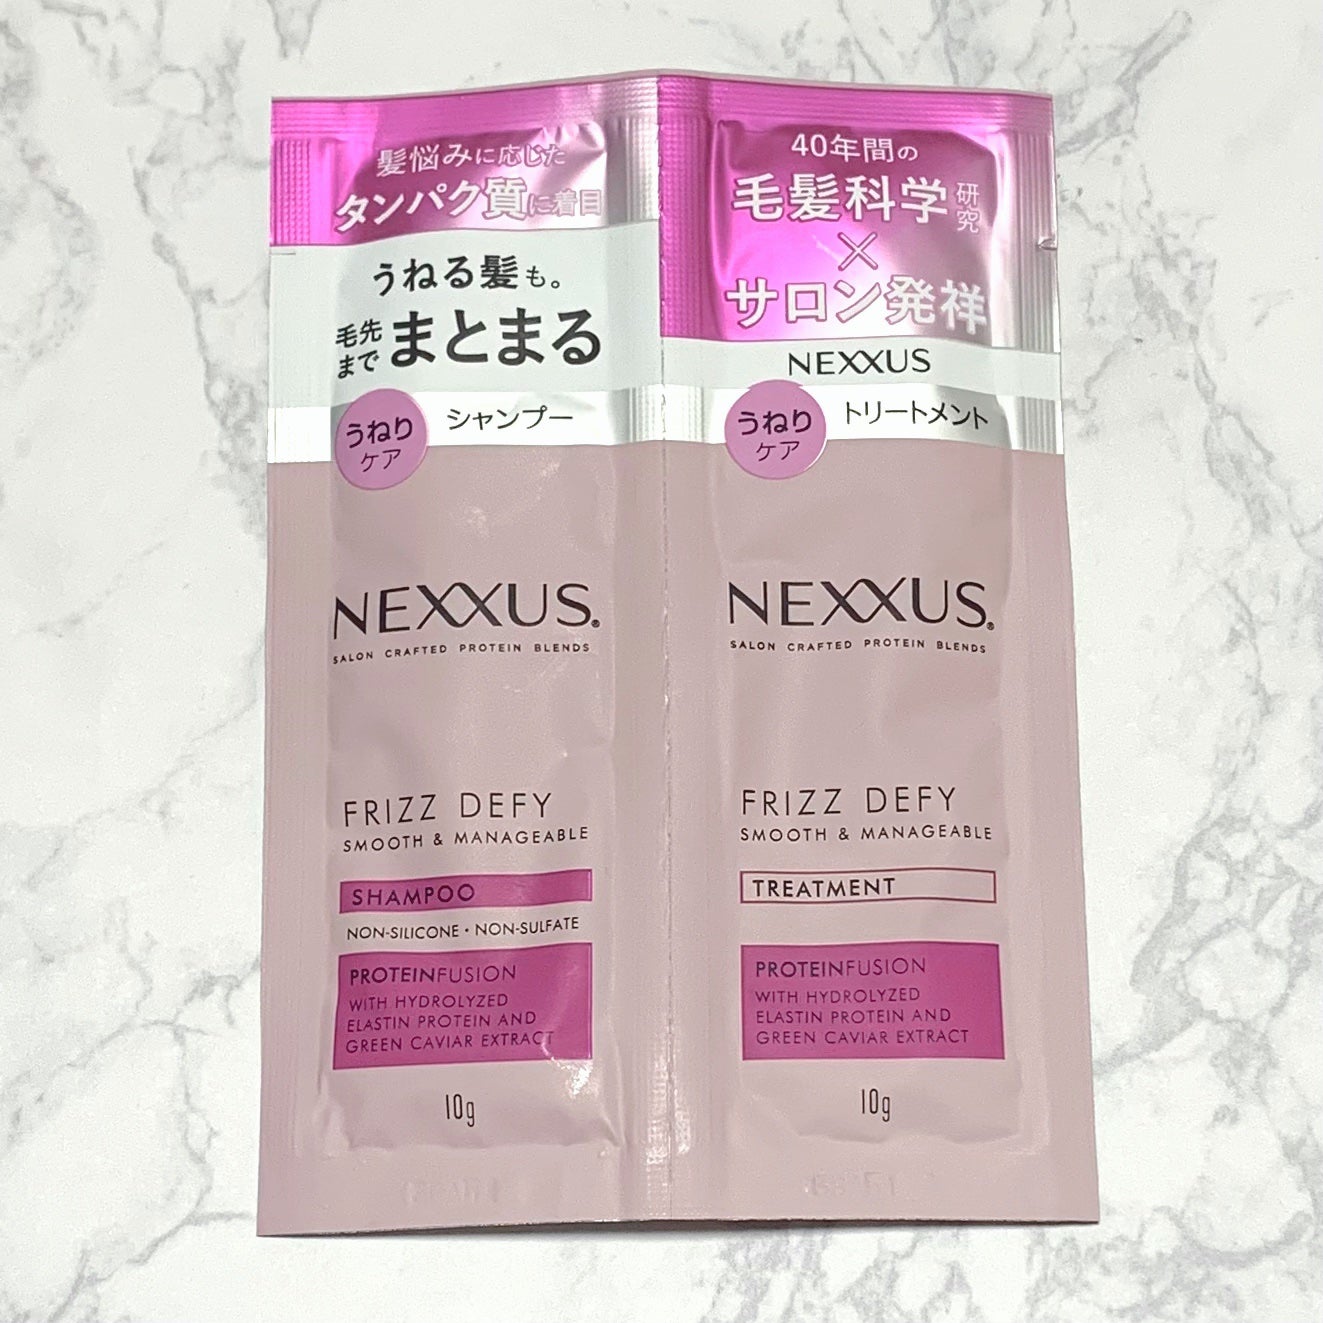 髪悩みに応じた
タンパク質に着目
うねる髪も。
毛先
まで まとまる
うねり
ケア
シャンプー
NEXXUS®
SALON CRAFTED PROTEIN BLENDS
FRIZZ DEFY
SMOOTH & MANAGEABLE
SHAMPOO
NON-SILICONE • NON-SULFATE
PROTEINFUSION
WITH HYDROLYZED
ELASTIN PROTEIN AND
GREEN CAVIAR EXTRACT
10g
40年間の
毛髪科学研究
×
サロン発祥
NEXXUS
うねり
ケア
トリートメント
NEXXUS®
SALON CRAFTED PROTEIN BLENDS
FRIZZ DEFY
SMOOTH & MANAGEABLE
TREATMENT
PROTEINFUSION
WITH HYDROLYZED
ELASTIN PROTEIN AND
GREEN CAVIAR EXTRACT
10g